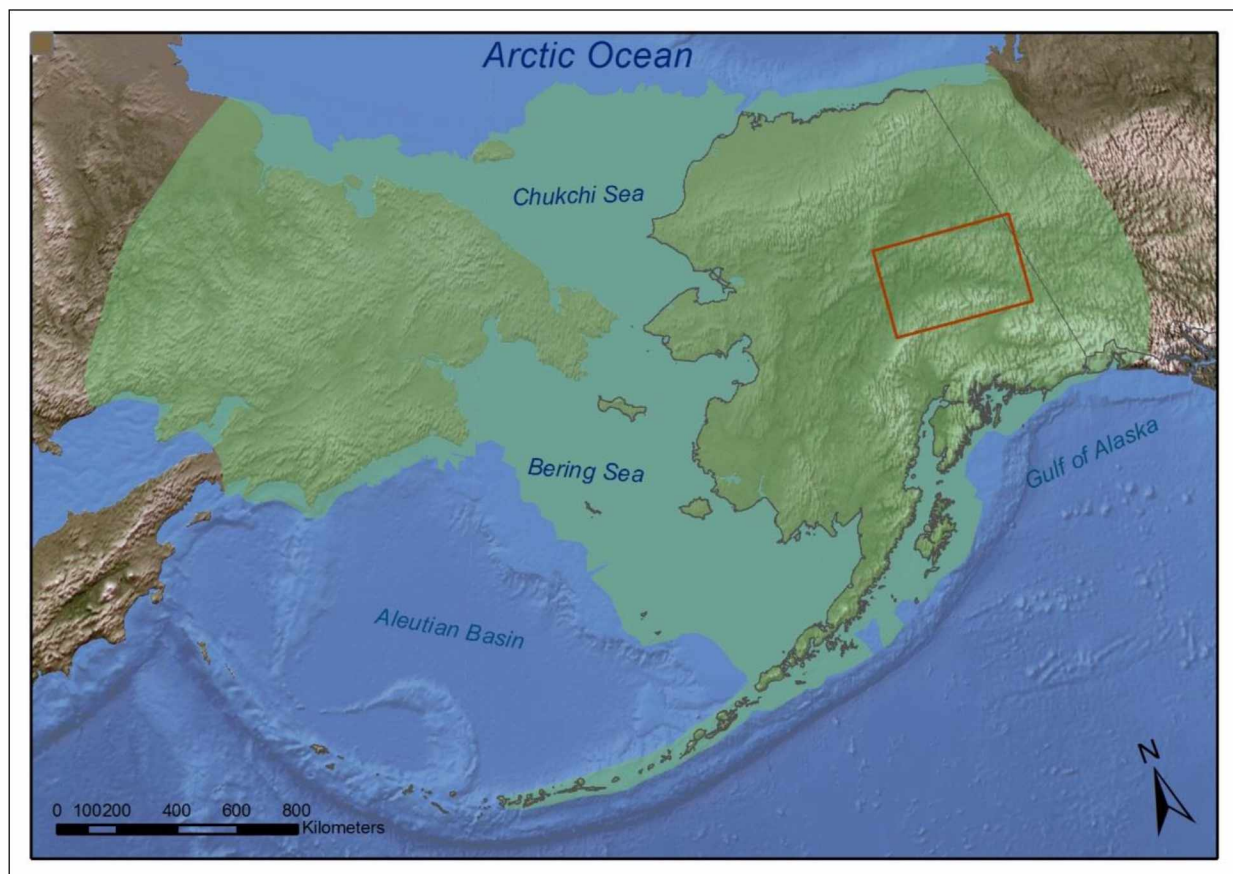 Arctic Ocean
Chukchi Sea
Bering Sea
Gulf of Alaska
Aleutian Basin
N
0 100200 400 600 800
Kilometers